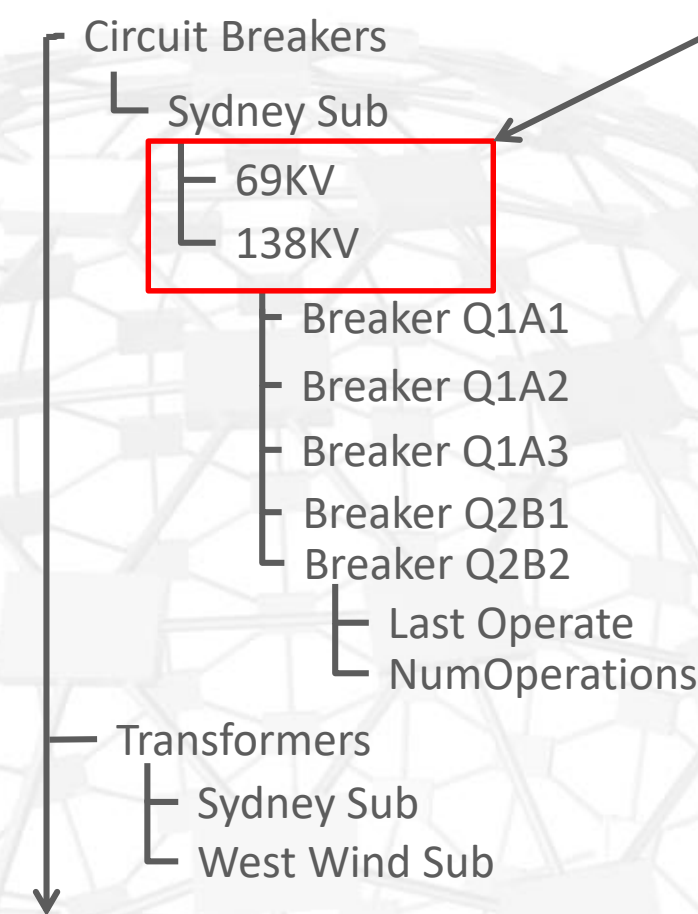 Circuit Breakers
Sydney Sub
69KV
138KV
Breaker Q1A1
Breaker Q1A2
Breaker Q1A3
Breaker Q2B1
Breaker Q2B2
Last Operate
NumOperations
Transformers
Sydney Sub
West Wind Sub